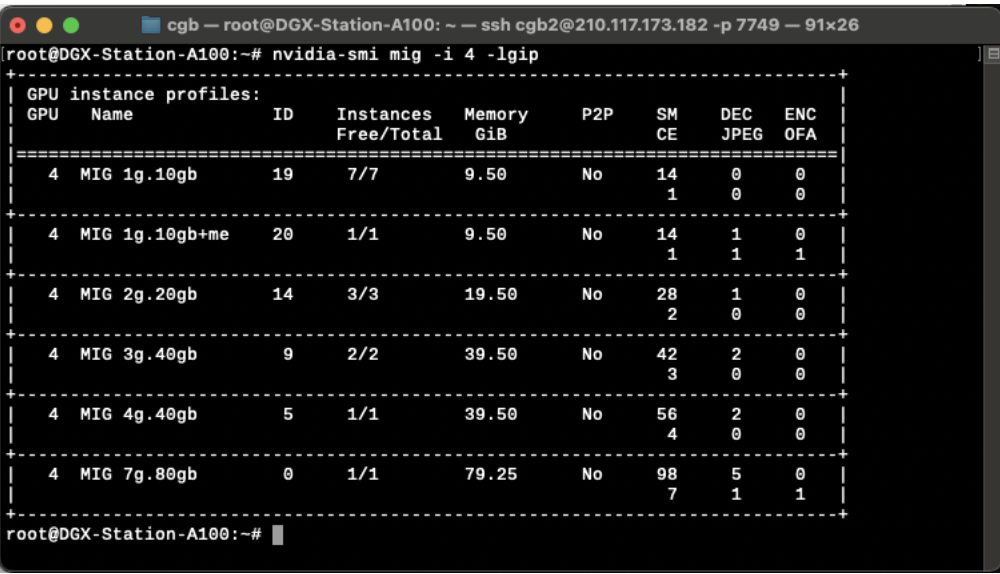 cgb — root@DGX-Station-A100: ~ — ssh cgb2@210.117.173.182 -p 7749 — 91×26
[root@DGX-Station-A100:~# nvidia-smi mig -i 4 -lgip ]
+-----------------------------------------------------------------------------+
| GPU instance profiles: |
| GPU Name ID Instances Memory P2P SM DEC ENC |
| Free/Total GiB CE JPEG OFA |
|=============================================================================|
| 4 MIG 1g.10gb 19 7/7 9.50 No 14 0 0 |
| 1 0 0 |
+-----------------------------------------------------------------------------+
| 4 MIG 1g.10gb+me 20 1/1 9.50 No 14 1 0 |
| 1 1 1 |
+-----------------------------------------------------------------------------+
| 4 MIG 2g.20gb 14 3/3 19.50 No 28 1 0 |
| 2 0 0 |
+-----------------------------------------------------------------------------+
| 4 MIG 3g.40gb 9 2/2 39.50 No 42 2 0 |
| 3 0 0 |
+-----------------------------------------------------------------------------+
| 4 MIG 4g.40gb 5 1/1 39.50 No 56 2 0 |
| 4 0 0 |
+-----------------------------------------------------------------------------+
| 4 MIG 7g.80gb 0 1/1 79.25 No 98 5 0 |
| 7 1 1 |
+-----------------------------------------------------------------------------+
root@DGX-Station-A100:~#